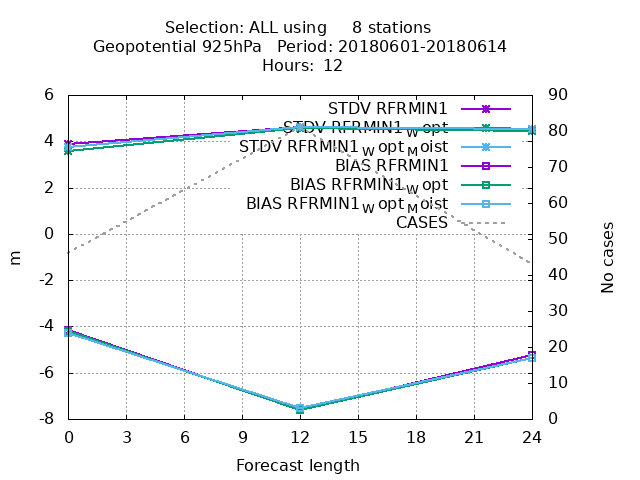 Selection: ALL using     8 stations
Geopotential 925hPa   Period: 20180601-20180614
Hours: 12
6
4
2
0
-2
-4
-6
-8
m
STDV RFRMIN1
STDV RFRMIN1_W opt
STDV RFRMIN1_W opt_M oist
BIAS RFRMIN1
BIAS RFRMIN1_W opt
BIAS RFRMIN1_W opt_M oist
CASES
90
80
70
60
50
40
30
20
10
0
No cases
0 3 6 9 12 15 18 21 24
Forecast length